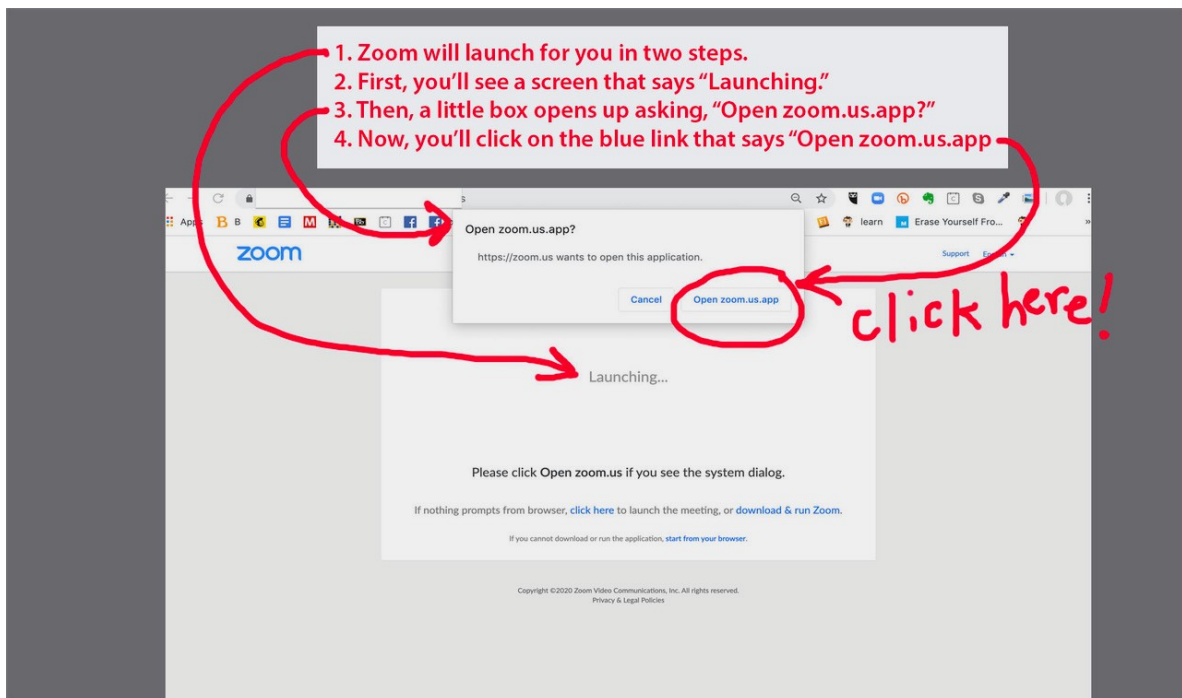 1. Zoom will launch for you in two steps.
2. First, you’ll see a screen that says “Launching.”
3. Then, a little box opens up asking, “Open zoom.us.app?”
4. Now, you’ll click on the blue link that says “Open zoom.us.app
s
Apps B learn Erase Yourself Fro... »
Open zoom.us.app?
zoom
https://zoom.us wants to open this application.
Support English
Cancel Open zoom.us.app
click here!
Launching...
Please click Open zoom.us if you see the system dialog.
If nothing prompts from browser, click here to launch the meeting, or download & run Zoom.
If you cannot download or run the application, start from your browser.
Copyright ©2020 Zoom Video Communications, Inc. All rights reserved.
Privacy & Legal Policies